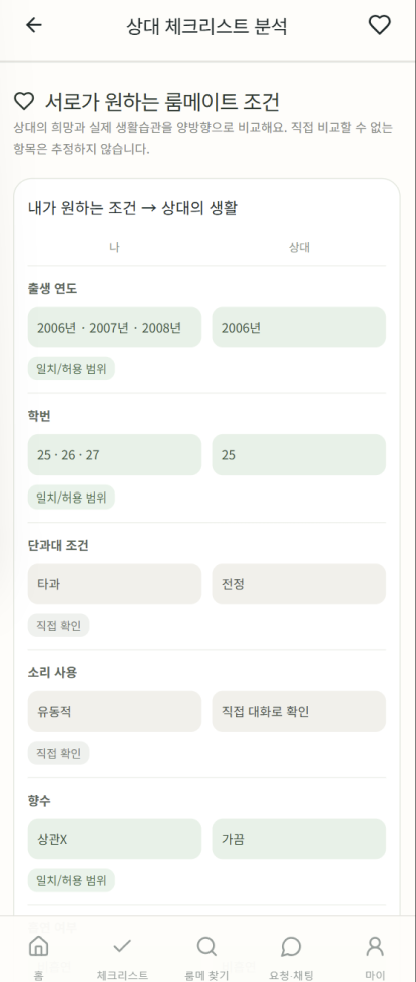 상대 체크리스트 분석
서로가 원하는 룸메이트 조건
상대의 희망과 실제 생활습관을 양방향으로 비교해요. 직접 비교할 수 없는
항목은 추정하지 않습니다.
내가 원하는 조건 → 상대의 생활
나 상대
출생 연도
2006년 · 2007년 · 2008년 2006년
일치/허용 범위
학번
25 · 26 · 27 25
일치/허용 범위
단과대 조건
타과 전정
직접 확인
소리 사용
유동적 직접 대화로 확인
직접 확인
향수
상관X 가끔
일치/허용 범위
홈 체크리스트 룸메 찾기 요청·채팅 마이